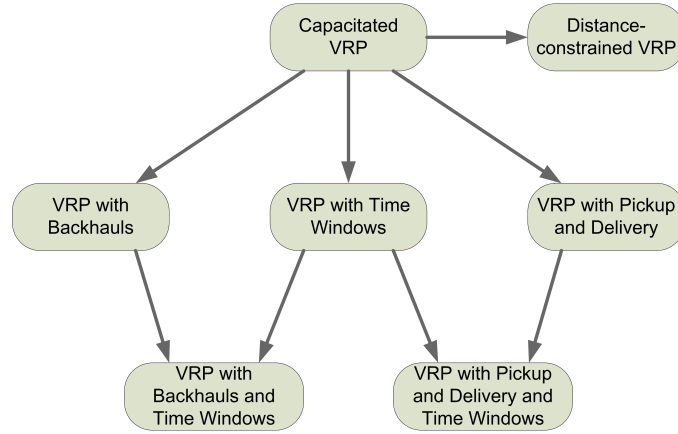 Capacitated
VRP
Distance-
constrained VRP
VRP with
Backhauls
VRP with Time
Windows
VRP with Pickup
and Delivery
VRP with
Backhauls and
Time Windows
VRP with Pickup
and Delivery and
Time Windows